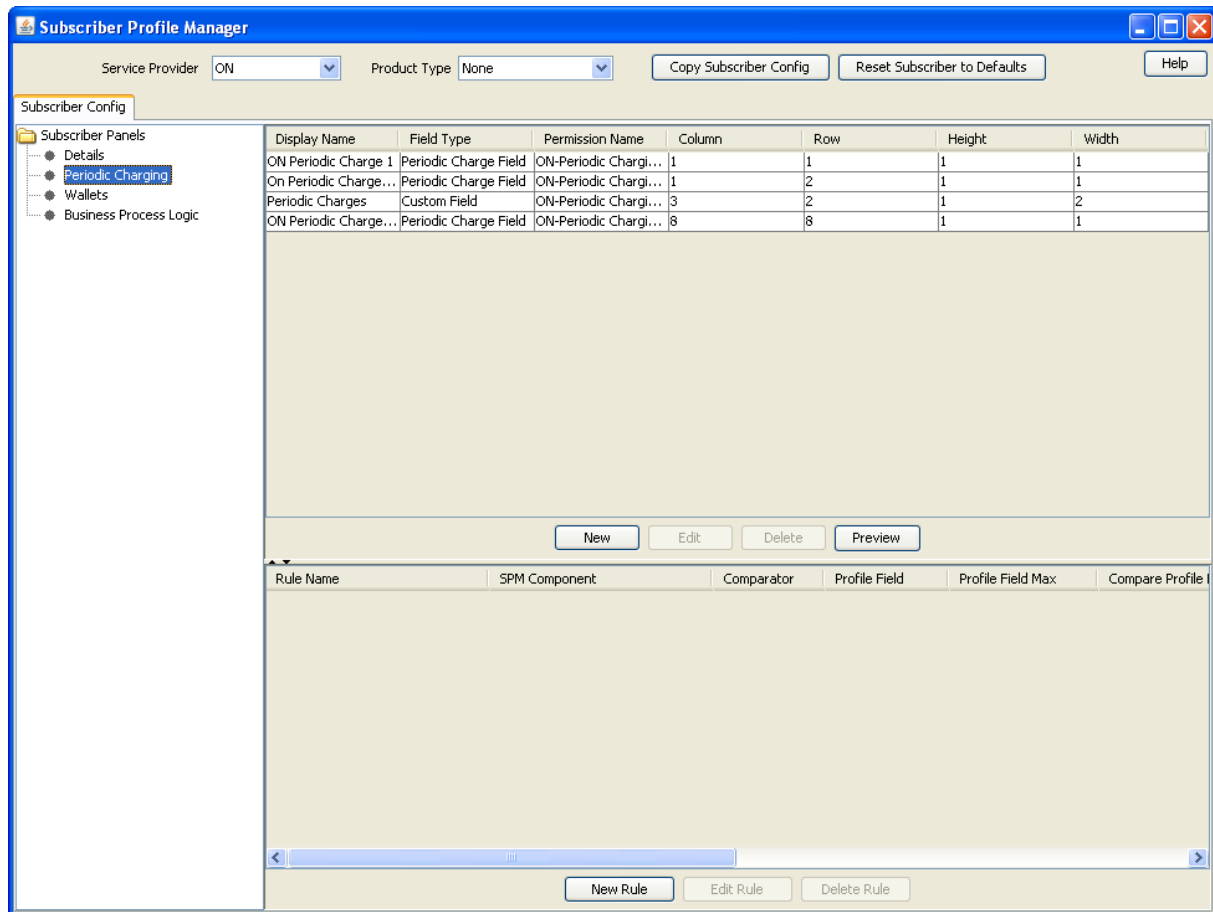 Subscriber Profile Manager
Service Provider ON Product Type None Copy Subscriber Config Reset Subscriber to Defaults Help
Subscriber Config
Subscriber Panels
Details
Periodic Charging
Wallets
Business Process Logic
Display Name Field Type Permission Name Column Row Height Width
ON Periodic Charge 1 Periodic Charge Field ON-Periodic Chargi... 1 1 1 1
On Periodic Charge... Periodic Charge Field ON-Periodic Chargi... 1 2 1 1
Periodic Charges Custom Field ON-Periodic Chargi... 3 2 1 2
ON Periodic Charge... Periodic Charge Field ON-Periodic Chargi... 8 8 1 1
New Edit Delete Preview
Rule Name SPM Component Comparator Profile Field Profile Field Max Compare Profile
New Rule Edit Rule Delete Rule